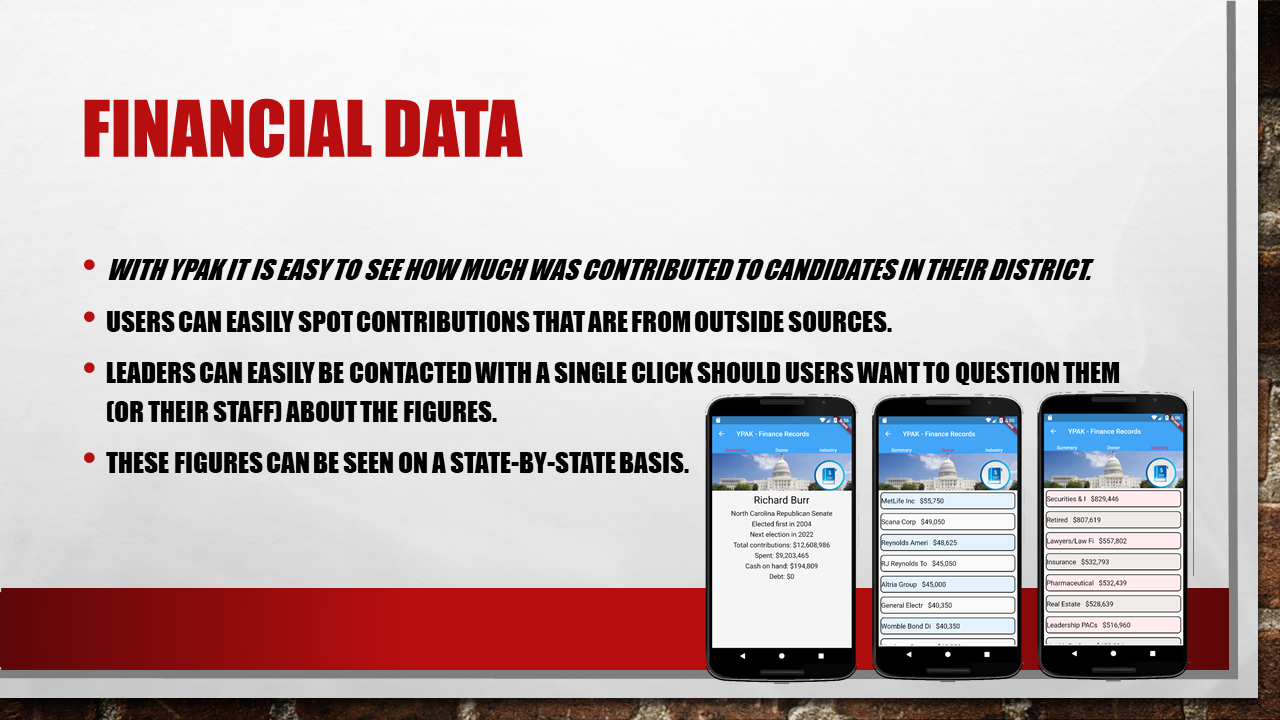 FINANCIAL DATA
• WITH YPAK IT IS EASY TO SEE HOW MUCH WAS CONTRIBUTED TO CANDIDATES IN THEIR DISTRICT.
• USERS CAN EASILY SPOT CONTRIBUTIONS THAT ARE FROM OUTSIDE SOURCES.
• LEADERS CAN EASILY BE CONTACTED WITH A SINGLE CLICK SHOULD USERS WANT TO QUESTION THEM
(OR THEIR STAFF) ABOUT THE FIGURES.
• THESE FIGURES CAN BE SEEN ON A STATE-BY-STATE BASIS.
YPAK - Finance Records
Summary Donor Industry
Richard Burr
North Carolina Republican Senate
Elected first in 2004
Next election in 2022
Total contributions: $12,608,986
Spent: $9,203,465
Cash on hand: $194,809
Debt: $0
YPAK - Finance Records
Summary Donor Industry
MetLife Inc $55,750
Scana Corp $49,050
Reynolds Ameri $48,625
RJ Reynolds To $45,050
Altria Group $45,000
General Electr $40,350
Womble Bond Di $40,350
YPAK - Finance Records
Summary Donor Industry
Securities & I $829,446
Retired $807,619
Lawyers/Law Fi $557,802
Insurance $532,793
Pharmaceutical $532,439
Real Estate $528,639
Leadership PACs $516,960